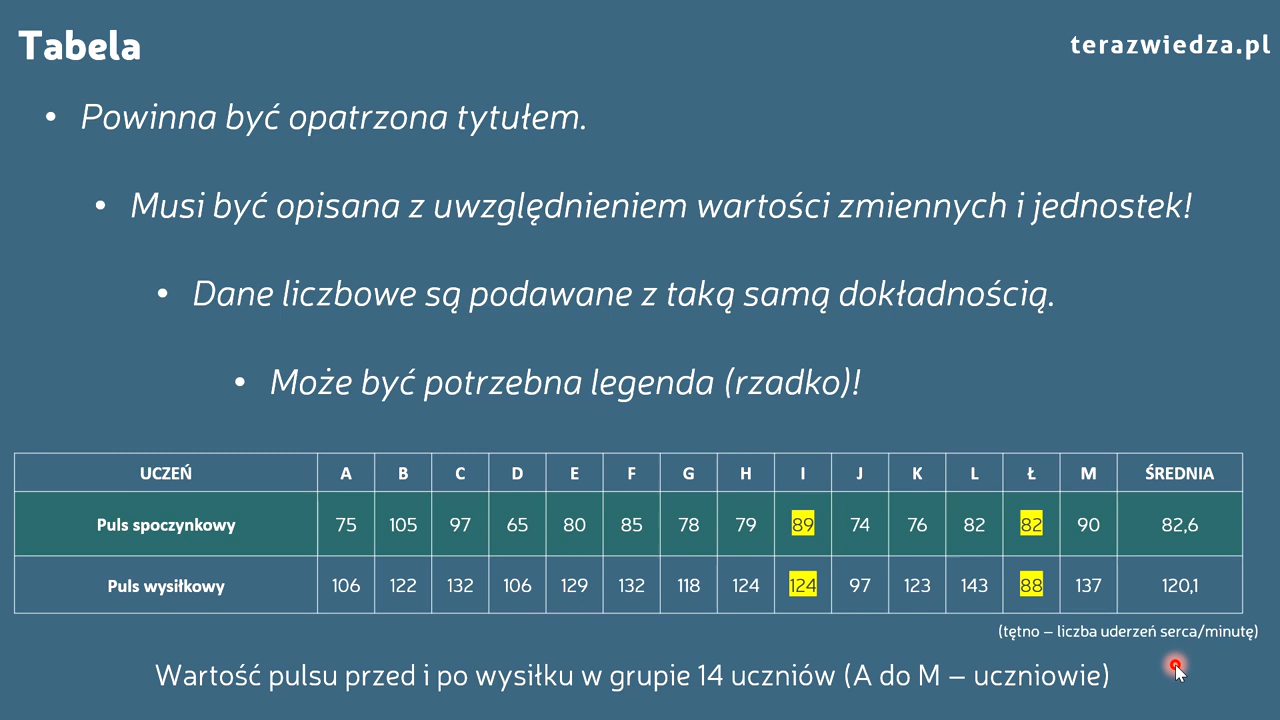 Tabela
terazwiedza.pl
• Powinna być opatrzona tytułem.
• Musi być opisana z uwzględnieniem wartości zmiennych i jednostek!
• Dane liczbowe są podawane z taką samą dokładnością.
• Może być potrzebna legenda (rzadko)!
UCZEŃ A B C D E F G H I J K L Ł M ŚREDNIA
Puls spoczynkowy 75 105 97 65 80 85 78 79 89 74 76 82 82 90 82,6
Puls wysiłkowy 106 122 132 106 129 132 118 124 124 97 123 143 88 137 120,1
(tętno – liczba uderzeń serca/minutę)
Wartość pulsu przed i po wysiłku w grupie 14 uczniów (A do M – uczniowie)